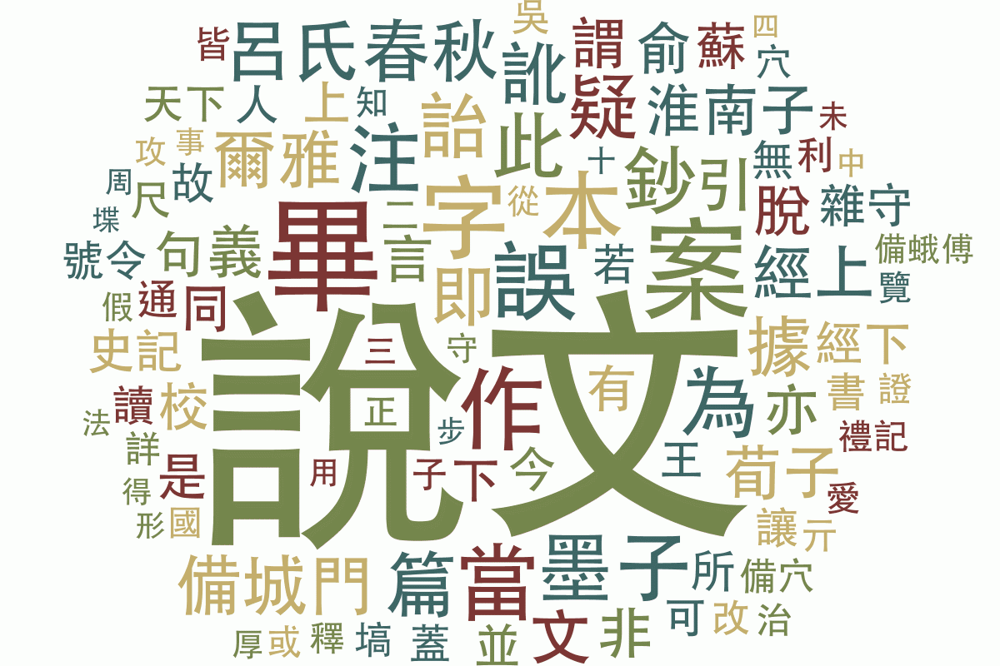 吳
四
皆
呂氏春秋
訛
謂
俞
蘇
穴
天下
人
上
知
詒
此
疑
淮南子
未
攻
事
爾雅
注
十
鈔
引
無
利
中
周
尺
故
二
字
從
本
脫
雜守
堞
號令
句
義
畢
言
即
誤
若
案
經上
備蛾傅
覽
假
通
同
史記
說文
三
守
據
經下
讀
校
正
作
有
為
亦
書
證
法
詳
步
禮記
得
是
用
子
下
今
王
荀子
愛
形
國
讓
亓
備城門
篇
當
墨子
所
備穴
厚
或
釋
塙
蓋
並
文
非
可
改
治